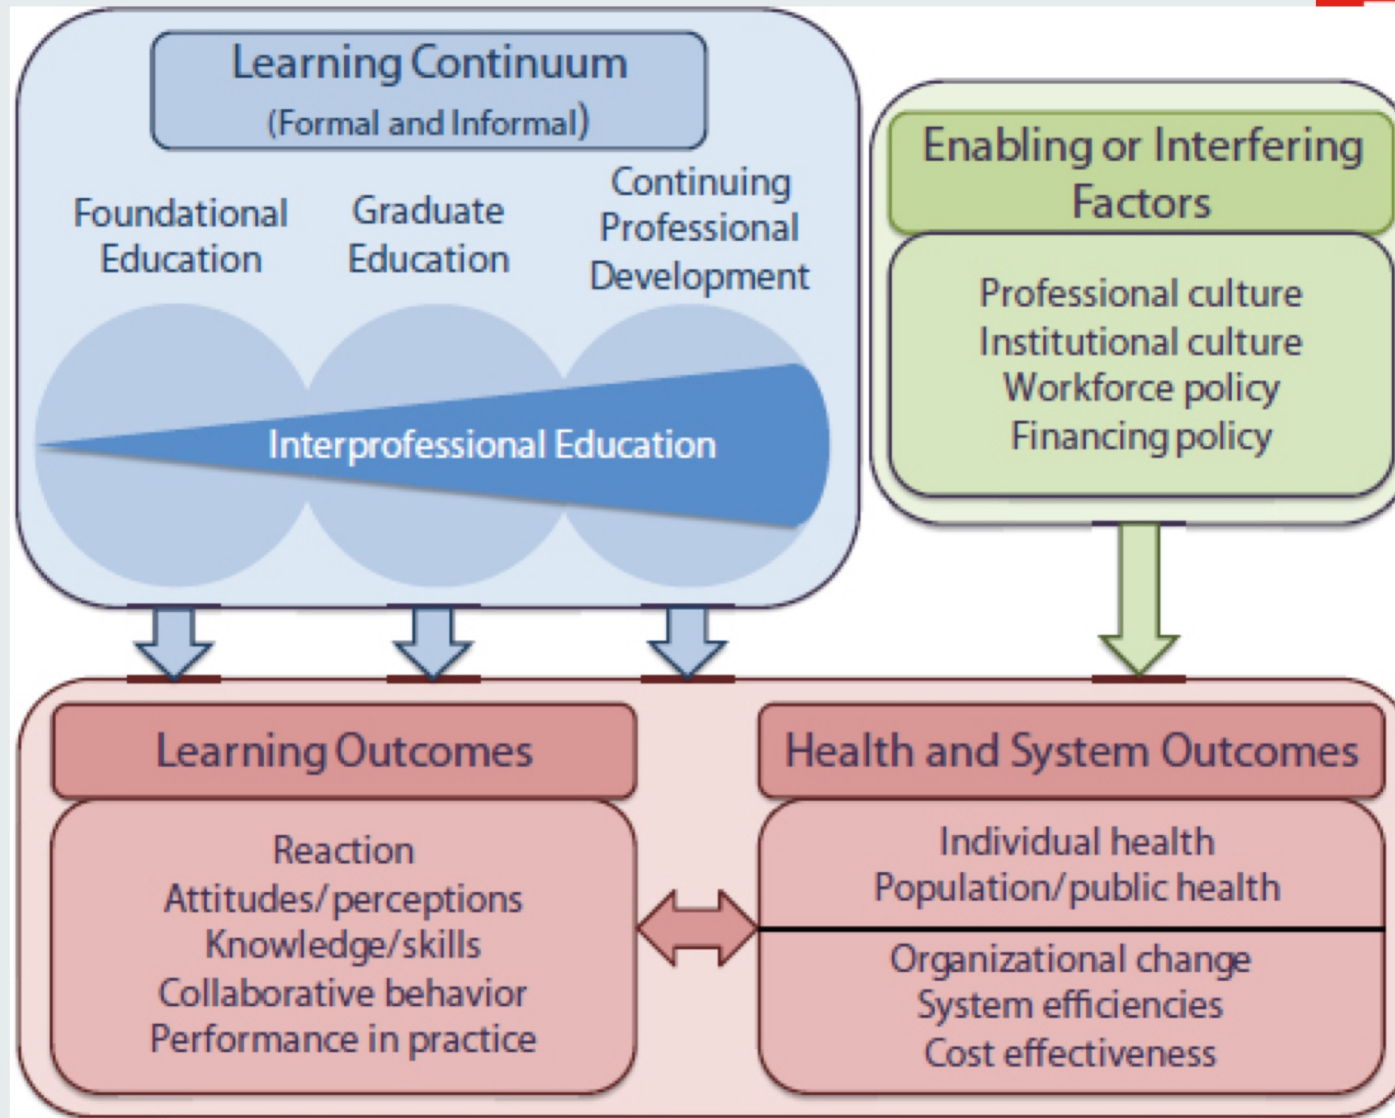 Learning Continuum
(Formal and Informal)
Foundational
Education
Graduate
Education
Continuing
Professional
Development
Interprofessional Education
Enabling or Interfering
Factors
Professional culture
Institutional culture
Workforce policy
Financing policy
Learning Outcomes
Reaction
Attitudes/perceptions
Knowledge/skills
Collaborative behavior
Performance in practice
Health and System Outcomes
Individual health
Population/public health
Organizational change
System efficiencies
Cost effectiveness